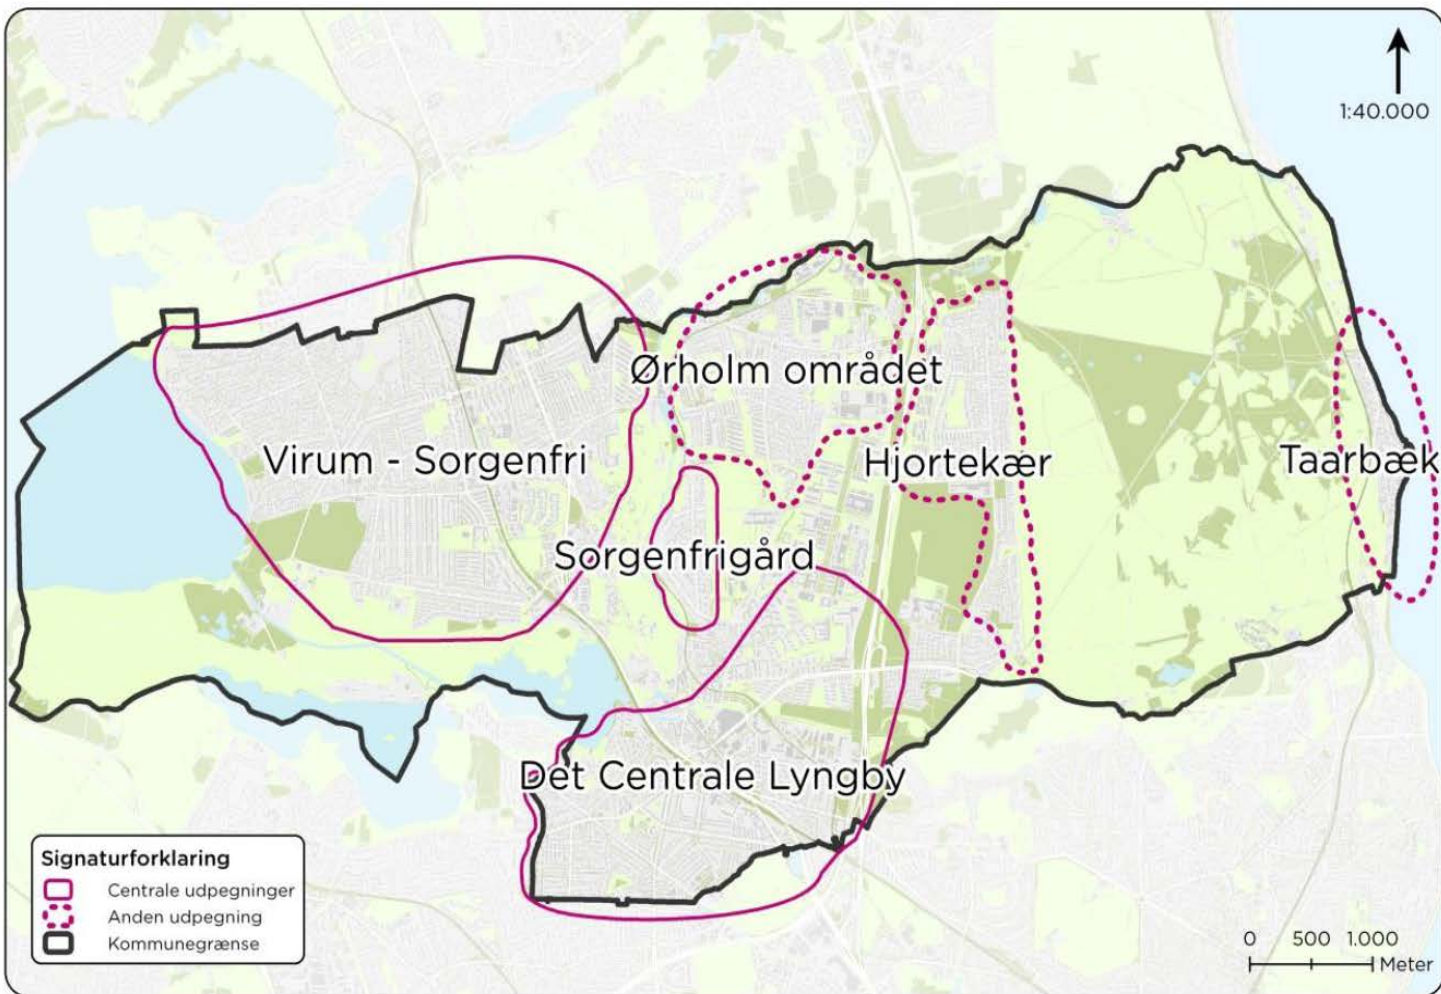 1:40.000
Ørholm området
Virum - Sorgenfri
Hjortekær
Taarbæk
Sorgenfrigård
Det Centrale Lyngby
Signaturforklaring
Centrale udpegninger
Anden udpegning
Kommunegrænse
0 500 1.000
Meter